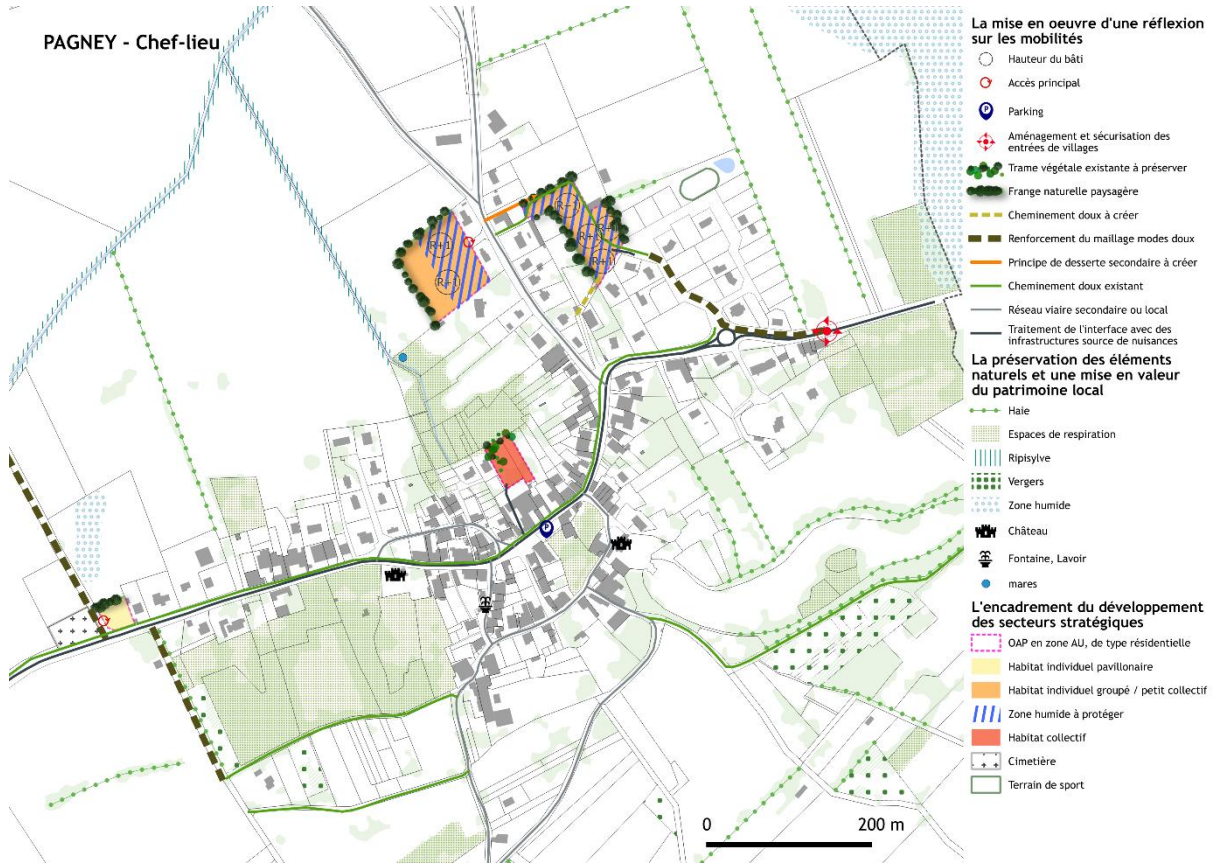 PAGNEY - Chef-lieu
(R+1)
(R+1)
(R+1)
(R+1)
(R+1)
(R+1)
P
0
200 m
La mise en oeuvre d'une réflexion
sur les mobilités
Hauteur du bâti
Accès principal
P
Parking
Aménagement et sécurisation des
entrées de villages
Trame végétale existante à préserver
Frange naturelle paysagère
Cheminement doux à créer
Renforcement du maillage modes doux
Principe de desserte secondaire à créer
Cheminement doux existant
Réseau viaire secondaire ou local
Traitement de l'interface avec des
infrastructures source de nuisances
La préservation des éléments
naturels et une mise en valeur
du patrimoine local
Haie
Espaces de respiration
Ripisylve
Vergers
Zone humide
Château
Fontaine, Lavoir
mares
L'encadrement du développement
des secteurs stratégiques
OAP en zone AU, de type résidentielle
Habitat individuel pavillonaire
Habitat individuel groupé / petit collectif
Zone humide à protéger
Habitat collectif
Cimetière
Terrain de sport